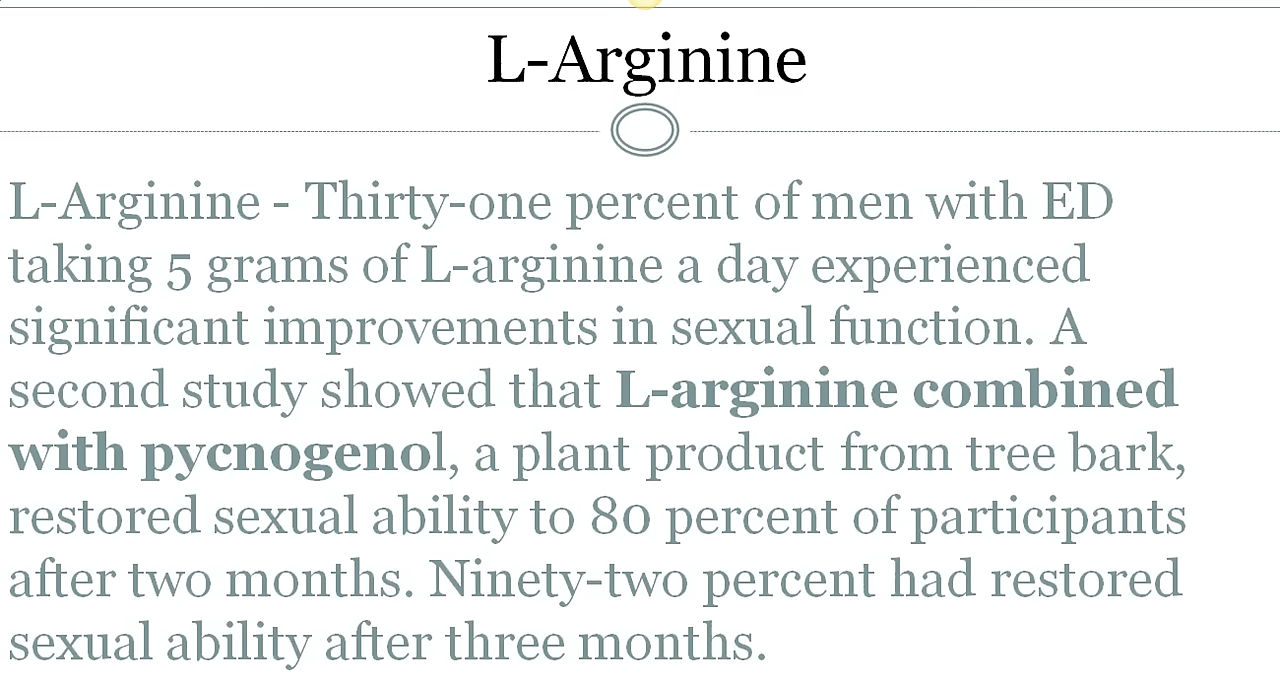 L-Arginine
L-Arginine - Thirty-one percent of men with ED
taking 5 grams of L-arginine a day experienced
significant improvements in sexual function. A
second study showed that L-arginine combined
with pycnogenol, a plant product from tree bark,
restored sexual ability to 80 percent of participants
after two months. Ninety-two percent had restored
sexual ability after three months.